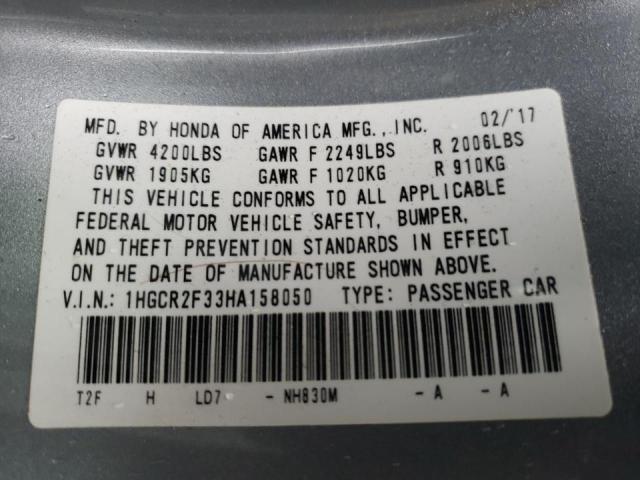 MFD. BY HONDA OF AMERICA MFG., INC. 02/'17
GVWR 4200LBS GAWR F 2249LBS R 2006LBS
GVWR 1905KG GAWR F 1020KG R 910KG
THIS VEHICLE CONFORMS TO ALL APPLICABLE
FEDERAL MOTOR VEHICLE SAFETY, BUMPER,
AND THEFT PREVENTION STANDARDS IN EFFECT
ON THE DATE OF MANUFACTURE SHOWN ABOVE.
V.I.N.: 1HGCR2F33HA158050 TYPE: PASSENGER CAR
T2F H LD7 - NH830M - A - A